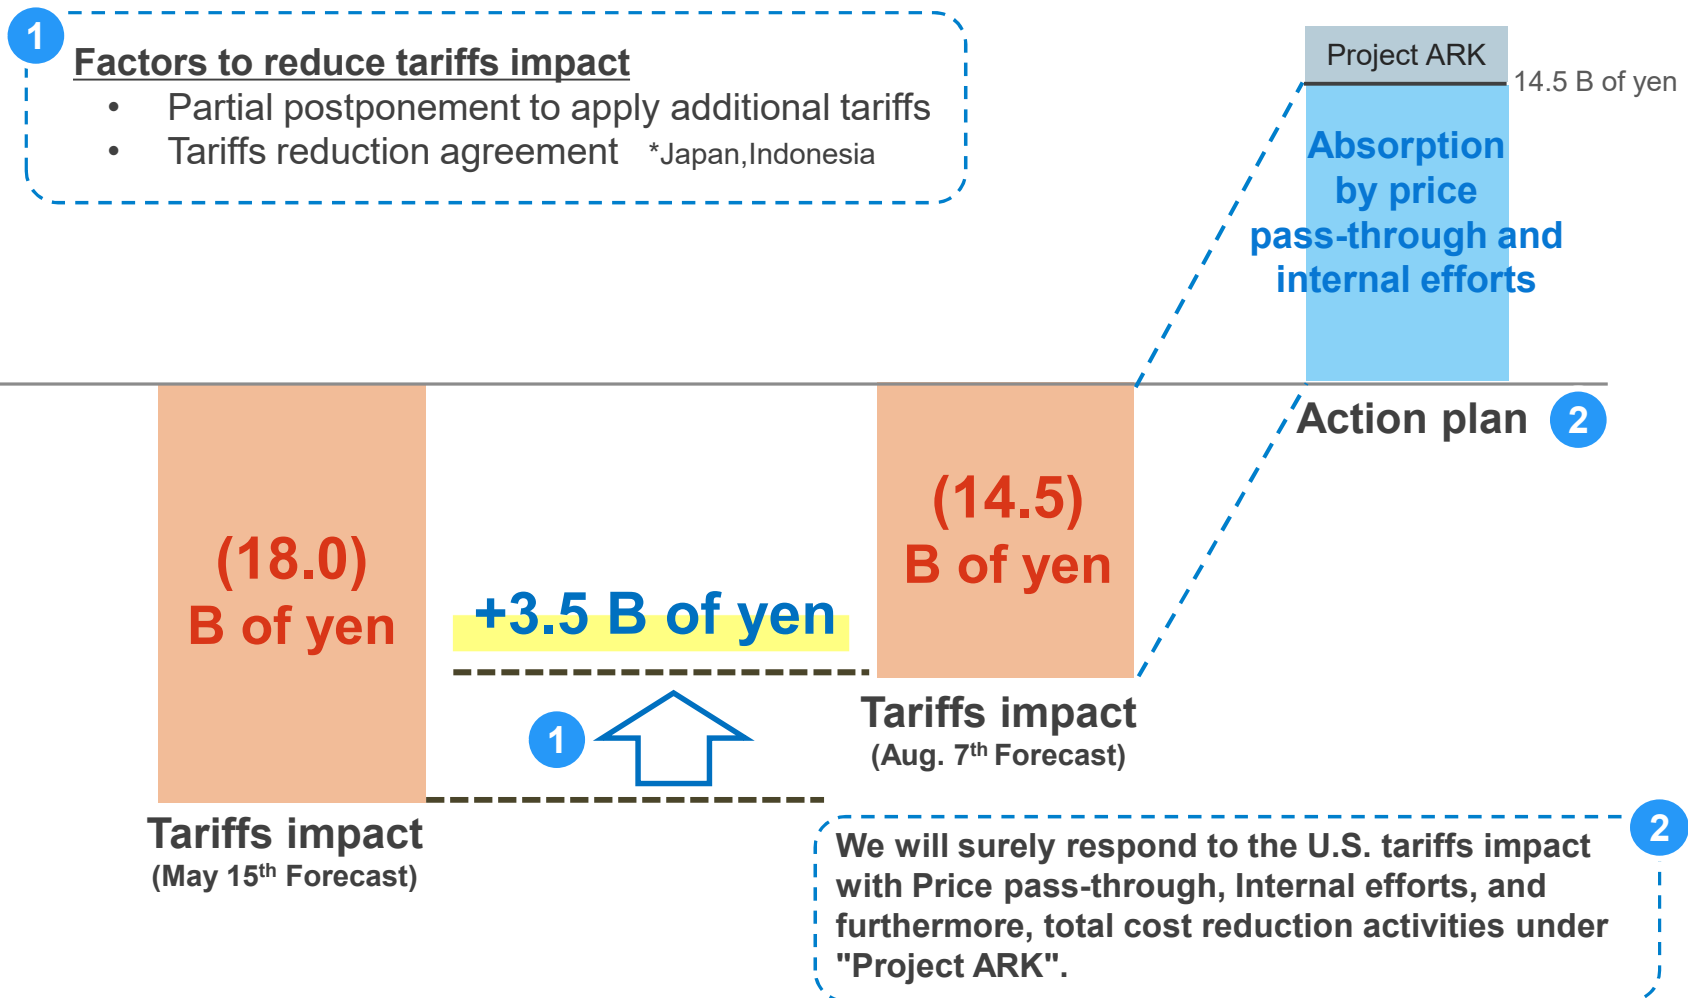 1
Factors to reduce tariffs impact
• Partial postponement to apply additional tariffs
• Tariffs reduction agreement *Japan,Indonesia
Project ARK
14.5 B of yen
Absorption
by price
pass-through and
internal efforts
Action plan 2
(18.0)
B of yen
+3.5 B of yen
(14.5)
B of yen
1
Tariffs impact
(Aug. 7th Forecast)
Tariffs impact
(May 15th Forecast)
2
We will surely respond to the U.S. tariffs impact
with Price pass-through, Internal efforts, and
furthermore, total cost reduction activities under
"Project ARK".